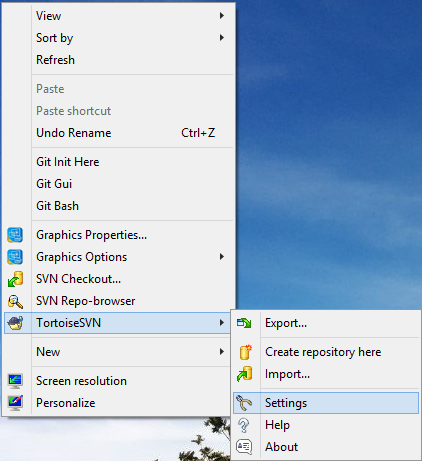 View
Sort by
Refresh
Paste
Paste shortcut
Undo Rename Ctrl+Z
Git Init Here
Git Gui
Git Bash
Graphics Properties...
Graphics Options
SVN Checkout...
SVN Repo-browser
TortoiseSVN
New
Screen resolution
Personalize
Export...
Create repository here
Import...
Settings
Help
About